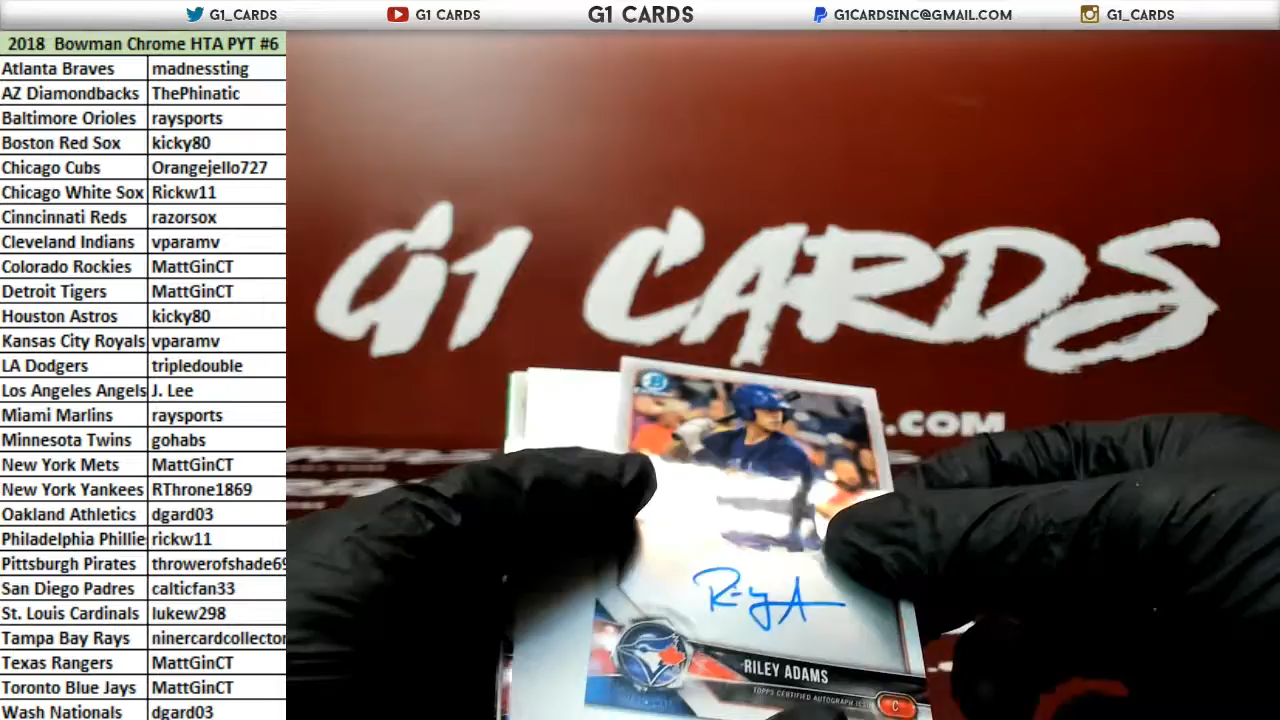 G1_CARDS
G1 CARDS
G1 CARDS
G1CARDSINC@GMAIL.COM
G1_CARDS
2018 Bowman Chrome HTA PYT #6
Atlanta Braves madnessting
AZ Diamondbacks ThePhinatic
Baltimore Orioles raysports
Boston Red Sox kicky80
Chicago Cubs Orangejello727
Chicago White Sox Rickw11
Cinncinnati Reds razorsox
Cleveland Indians vparamv
Colorado Rockies MattGinCT
Detroit Tigers MattGinCT
Houston Astros kicky80
Kansas City Royals vparamv
LA Dodgers tripledouble
Los Angeles Angels J. Lee
Miami Marlins raysports
Minnesota Twins gohabs
New York Mets MattGinCT
New York Yankees RThrone1869
Oakland Athletics dgard03
Philadelphia Phillie rickw11
Pittsburgh Pirates throwerofshade69
San Diego Padres calticfan33
St. Louis Cardinals lukew298
Tampa Bay Rays ninercardcollector
Texas Rangers MattGinCT
Toronto Blue Jays MattGinCT
Wash Nationals dgard03
G1 CARDS
.COM
B
RILEY ADAMS
TOPPS CERTIFIED AUTOGRAPH ISSUE
C